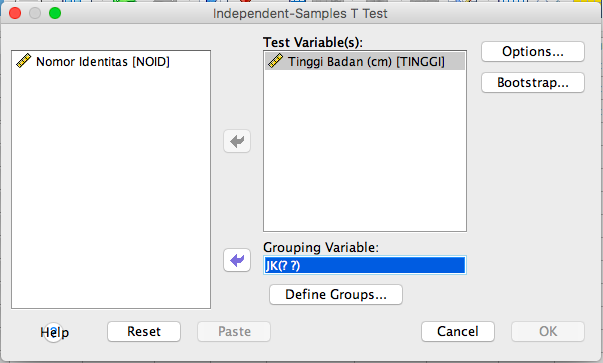 Independent-Samples T Test
Nomor Identitas [NOID]
Test Variable(s):
Tinggi Badan (cm) [TINGGI]
Options...
Bootstrap...
Grouping Variable:
JK(? ?)
Define Groups...
Help
Reset
Paste
Cancel
OK